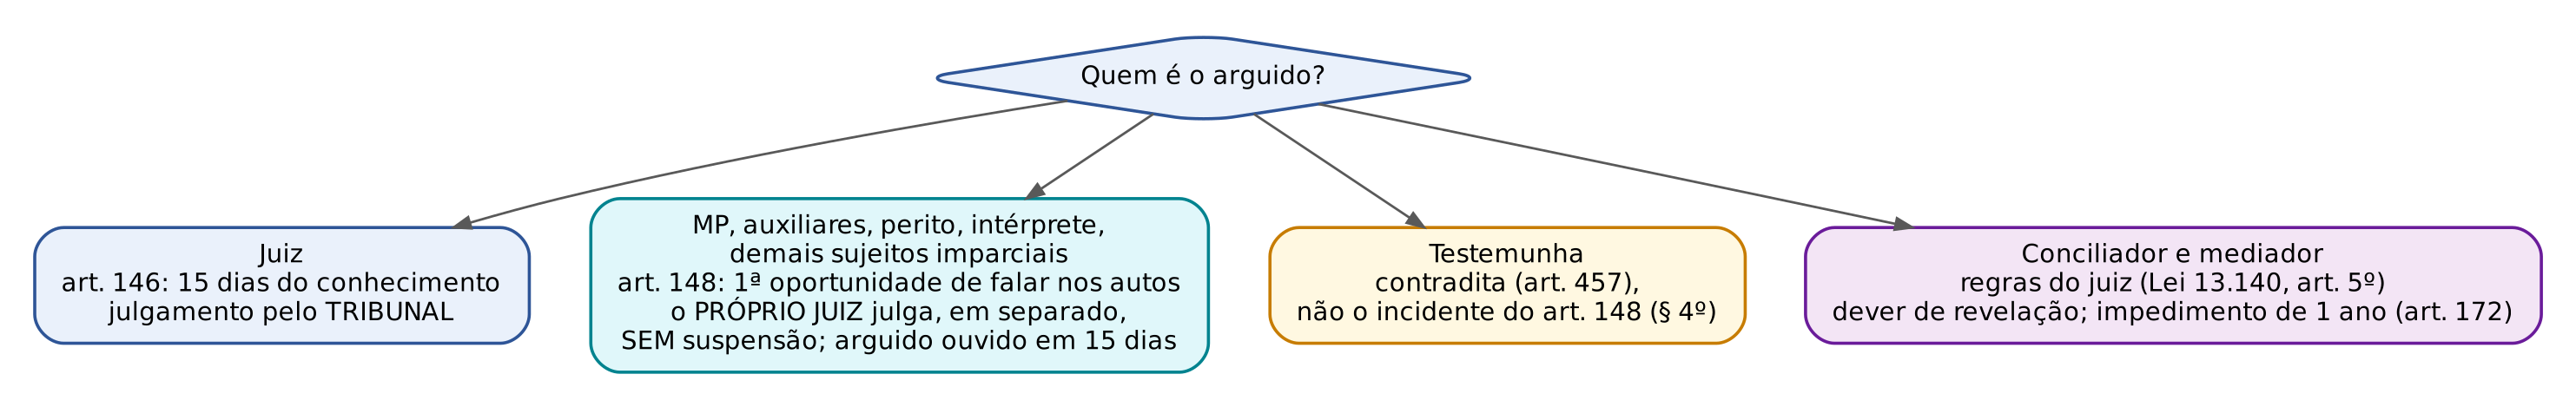 Quem é o arguido?
Juiz
art. 146: 15 dias do conhecimento
julgamento pelo TRIBUNAL
MP, auxiliares, perito, intérprete,
demais sujeitos imparciais
art. 148: 1ª oportunidade de falar nos autos
o PRÓPRIO JUIZ julga, em separado,
SEM suspensão; arguido ouvido em 15 dias
Testemunha
contradita (art. 457),
não o incidente do art. 148 (§ 4º)
Conciliador e mediador
regras do juiz (Lei 13.140, art. 5º)
dever de revelação; impedimento de 1 ano (art. 172)